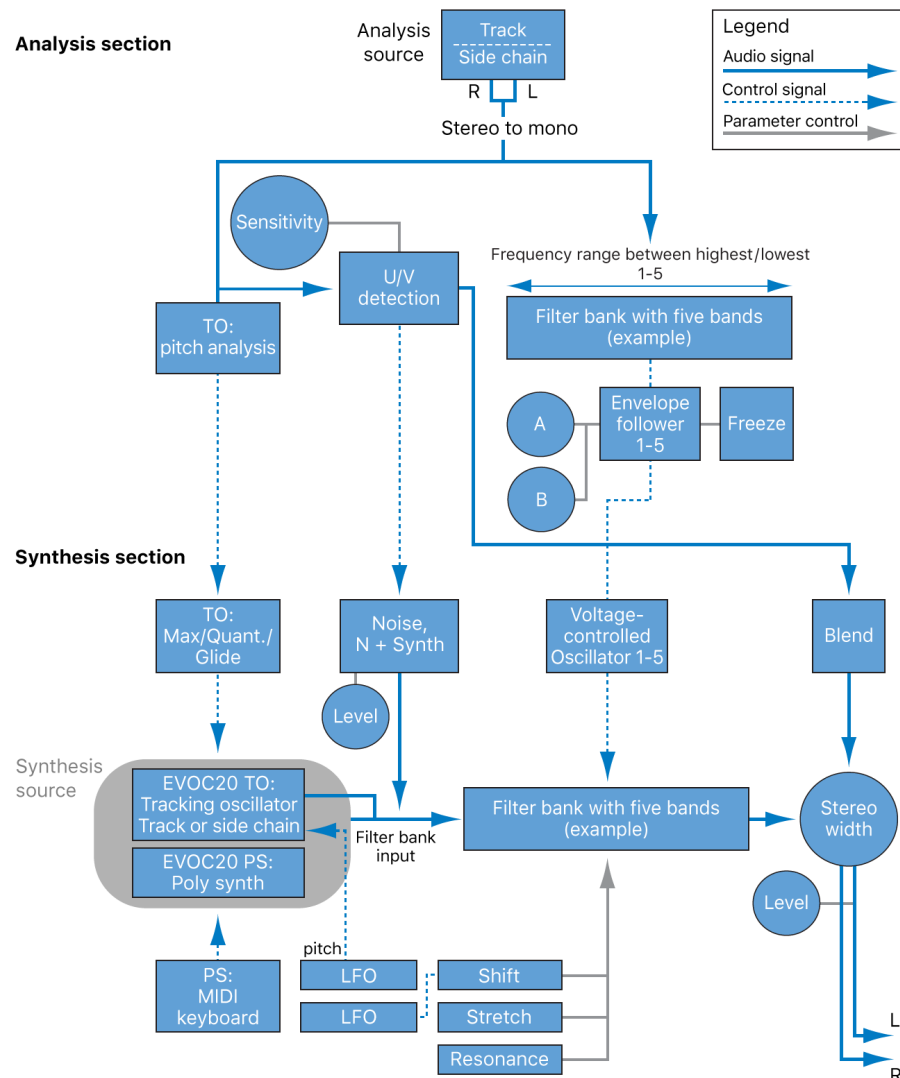 Analysis section
Analysis
source
Track
Side chain
R
L
Stereo to mono
Legend
Audio signal
Control signal
Parameter control
Sensitivity
U/V
detection
TO:
pitch analysis
Frequency range between highest/lowest
1-5
Filter bank with five bands
(example)
A
B
Envelope
follower
1-5
Freeze
Synthesis section
TO:
Max/Quant./
Glide
Noise,
N + Synth
Level
Voltage-
controlled
Oscillator 1-5
Blend
Synthesis
source
EVOC20 TO:
Tracking oscillator
Track or side chain
EVOC20 PS:
Poly synth
Filter bank
input
Filter bank with five bands
(example)
Stereo
width
Level
PS:
MIDI
keyboard
pitch
LFO
LFO
Shift
Stretch
Resonance
L
R